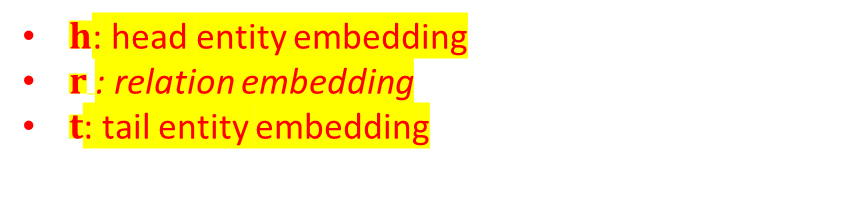 • h: head entity embedding
• r : relation embedding
• t: tail entity embedding